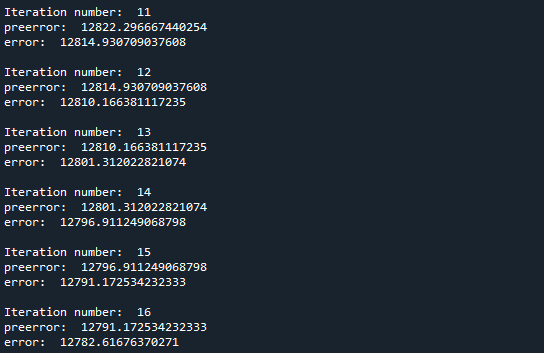 Iteration number:  11
preerror:  12822.296667440254
error:  12814.930709037608
Iteration number:  12
preerror:  12814.930709037608
error:  12810.166381117235
Iteration number:  13
preerror:  12810.166381117235
error:  12801.312022821074
Iteration number:  14
preerror:  12801.312022821074
error:  12796.911249068798
Iteration number:  15
preerror:  12796.911249068798
error:  12791.172534232333
Iteration number:  16
preerror:  12791.172534232333
error:  12782.61676370271